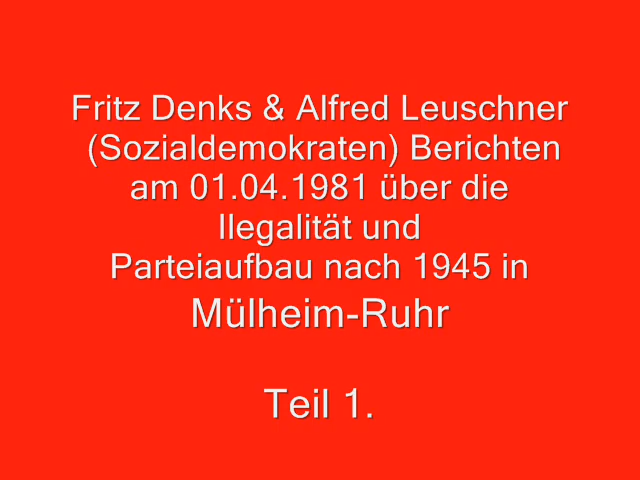 Fritz Denks & Alfred Leuschner
(Sozialdemokraten) Berichten
am 01.04.1981 über die
Ilegalität und
Parteiaufbau nach 1945 in
Mülheim-Ruhr
Teil 1.